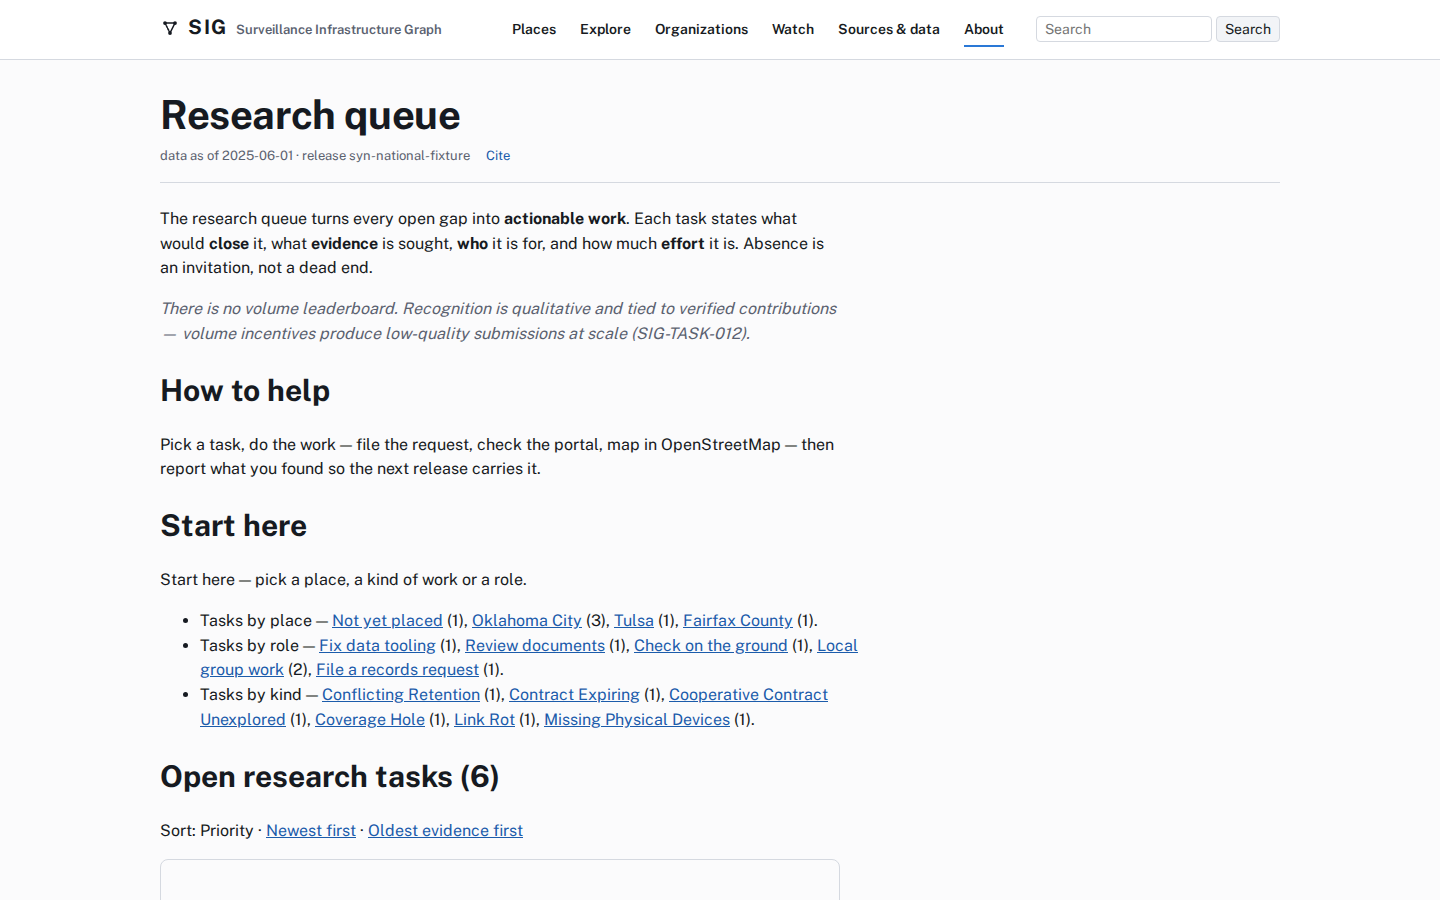 SIG Surveillance Infrastructure Graph
Places Explore Organizations Watch Sources & data About Search Search
Research queue
data as of 2025-06-01 · release syn-national-fixture Cite
The research queue turns every open gap into actionable work. Each task states what
would close it, what evidence is sought, who it is for, and how much effort it is. Absence is
an invitation, not a dead end.
There is no volume leaderboard. Recognition is qualitative and tied to verified contributions
— volume incentives produce low-quality submissions at scale (SIG-TASK-012).
How to help
Pick a task, do the work — file the request, check the portal, map in OpenStreetMap — then
report what you found so the next release carries it.
Start here
Start here — pick a place, a kind of work or a role.
• Tasks by place — Not yet placed (1), Oklahoma City (3), Tulsa (1), Fairfax County (1).
• Tasks by role — Fix data tooling (1), Review documents (1), Check on the ground (1), Local
group work (2), File a records request (1).
• Tasks by kind — Conflicting Retention (1), Contract Expiring (1), Cooperative Contract
Unexplored (1), Coverage Hole (1), Link Rot (1), Missing Physical Devices (1).
Open research tasks (6)
Sort: Priority · Newest first · Oldest evidence first